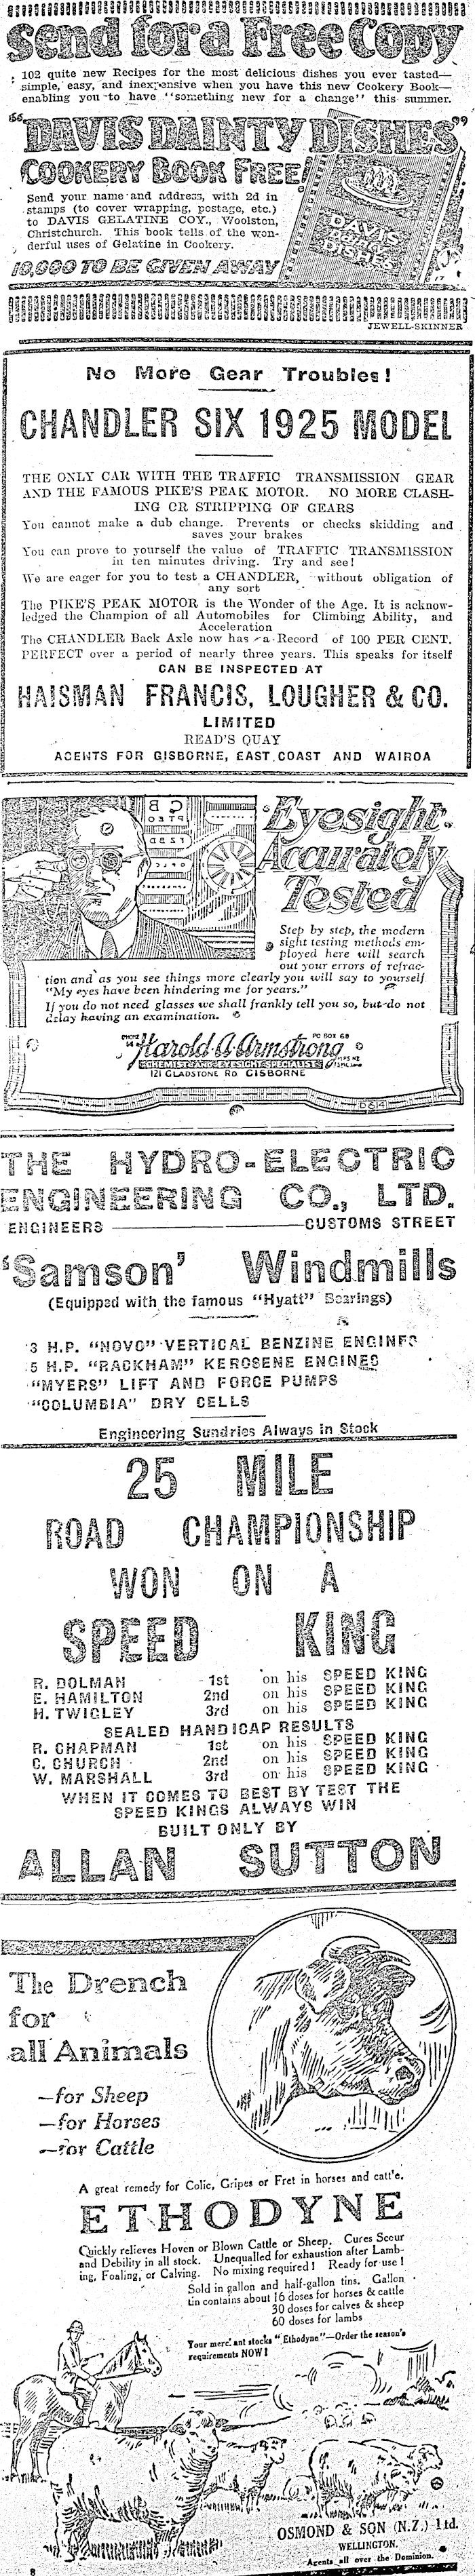 Send for a Free Copy
102 quite new Recipes for the most delicious dishes you ever tasted—
simple, easy, and inexpensive when you have this new Cookery Book—
enabling you to have "something new for a change" this summer.
"DAVIS DAINTY DISHES"
COOKERY BOOK FREE!
Send your name and address, with 2d in
stamps (to cover wrapping, postage, etc.)
to DAVIS GELATINE COY., Woolston,
Christchurch. This book tells of the won-
derful uses of Gelatine in Cookery.
10,000 TO BE GIVEN AWAY
DAVIS
DAINTY
DISHES
JEWELL-SKINNER
No More Gear Troubles!
CHANDLER SIX 1925 MODEL
THE ONLY CAR WITH THE TRAFFIC TRANSMISSION GEAR
AND THE FAMOUS PIKE'S PEAK MOTOR. NO MORE CLASH-
ING OR STRIPPING OF GEARS
You cannot make a dub change. Prevents or checks skidding and
saves your brakes
You can prove to yourself the value of TRAFFIC TRANSMISSION
in ten minutes driving. Try and see!
We are eager for you to test a CHANDLER, without obligation of
any sort
The PIKE'S PEAK MOTOR is the Wonder of the Age. It is acknow-
ledged the Champion of all Automobiles for Climbing Ability, and
Acceleration
The CHANDLER Back Axle now has a Record of 100 PER CENT.
PERFECT over a period of nearly three years. This speaks for itself
CAN BE INSPECTED AT
HAISMAN FRANCIS, LOUGHER & CO.
LIMITED
READ'S QUAY
AGENTS FOR GISBORNE, EAST COAST AND WAIROA
Eyesight
Accurately
Tested
Step by step, the modern
sight testing methods em-
ployed here will search
out your errors of refrac-
tion and as you see things more clearly you will say to yourself
"My eyes have been hindering me for years."
If you do not need glasses we shall frankly tell you so, but do not
delay having an examination.
PO BOX 68
Harold A Armstrong
CHEMIST AND EYESIGHT SPECIALIST
121 GLADSTONE RD GISBORNE
THE HYDRO-ELECTRIC
ENGINEERING CO., LTD.
ENGINEERS — CUSTOMS STREET
'Samson' Windmills
(Equipped with the famous "Hyatt" Bearings)
3 H.P. "NOVO" VERTICAL BENZINE ENGINES
5 H.P. "RACKHAM" KEROSENE ENGINES
"MYERS" LIFT AND FORCE PUMPS
"COLUMBIA" DRY CELLS
Engineering Sundries Always in Stock
25 MILE
ROAD CHAMPIONSHIP
WON ON A
SPEED KING
R. DOLMAN 1st on his SPEED KING
E. HAMILTON 2nd on his SPEED KING
H. TWIGLEY 3rd on his SPEED KING
SEALED HANDICAP RESULTS
R. CHAPMAN 1st on his SPEED KING
C. CHURCH 2nd on his SPEED KING
W. MARSHALL 3rd on his SPEED KING
WHEN IT COMES TO BEST BY TEST THE
SPEED KINGS ALWAYS WIN
BUILT ONLY BY
ALLAN SUTTON
The Drench
for
all Animals
—for Sheep
—for Horses
—for Cattle
A great remedy for Colic, Gripes or Fret in horses and cattle.
ETHODYNE
Quickly relieves Hoven or Blown Cattle or Sheep. Cures Scour
and Debility in all stock. Unequalled for exhaustion after Lamb-
ing, Foaling, or Calving. No mixing required! Ready for use!
Sold in gallon and half-gallon tins. Gallon
tin contains about 16 doses for horses & cattle
30 doses for calves & sheep
60 doses for lambs
Your merchant stocks "Ethodyne"—Order the season's
requirements NOW!
OSMOND & SON (N.Z.) Ltd.
WELLINGTON.
Agents all over the Dominion.
8